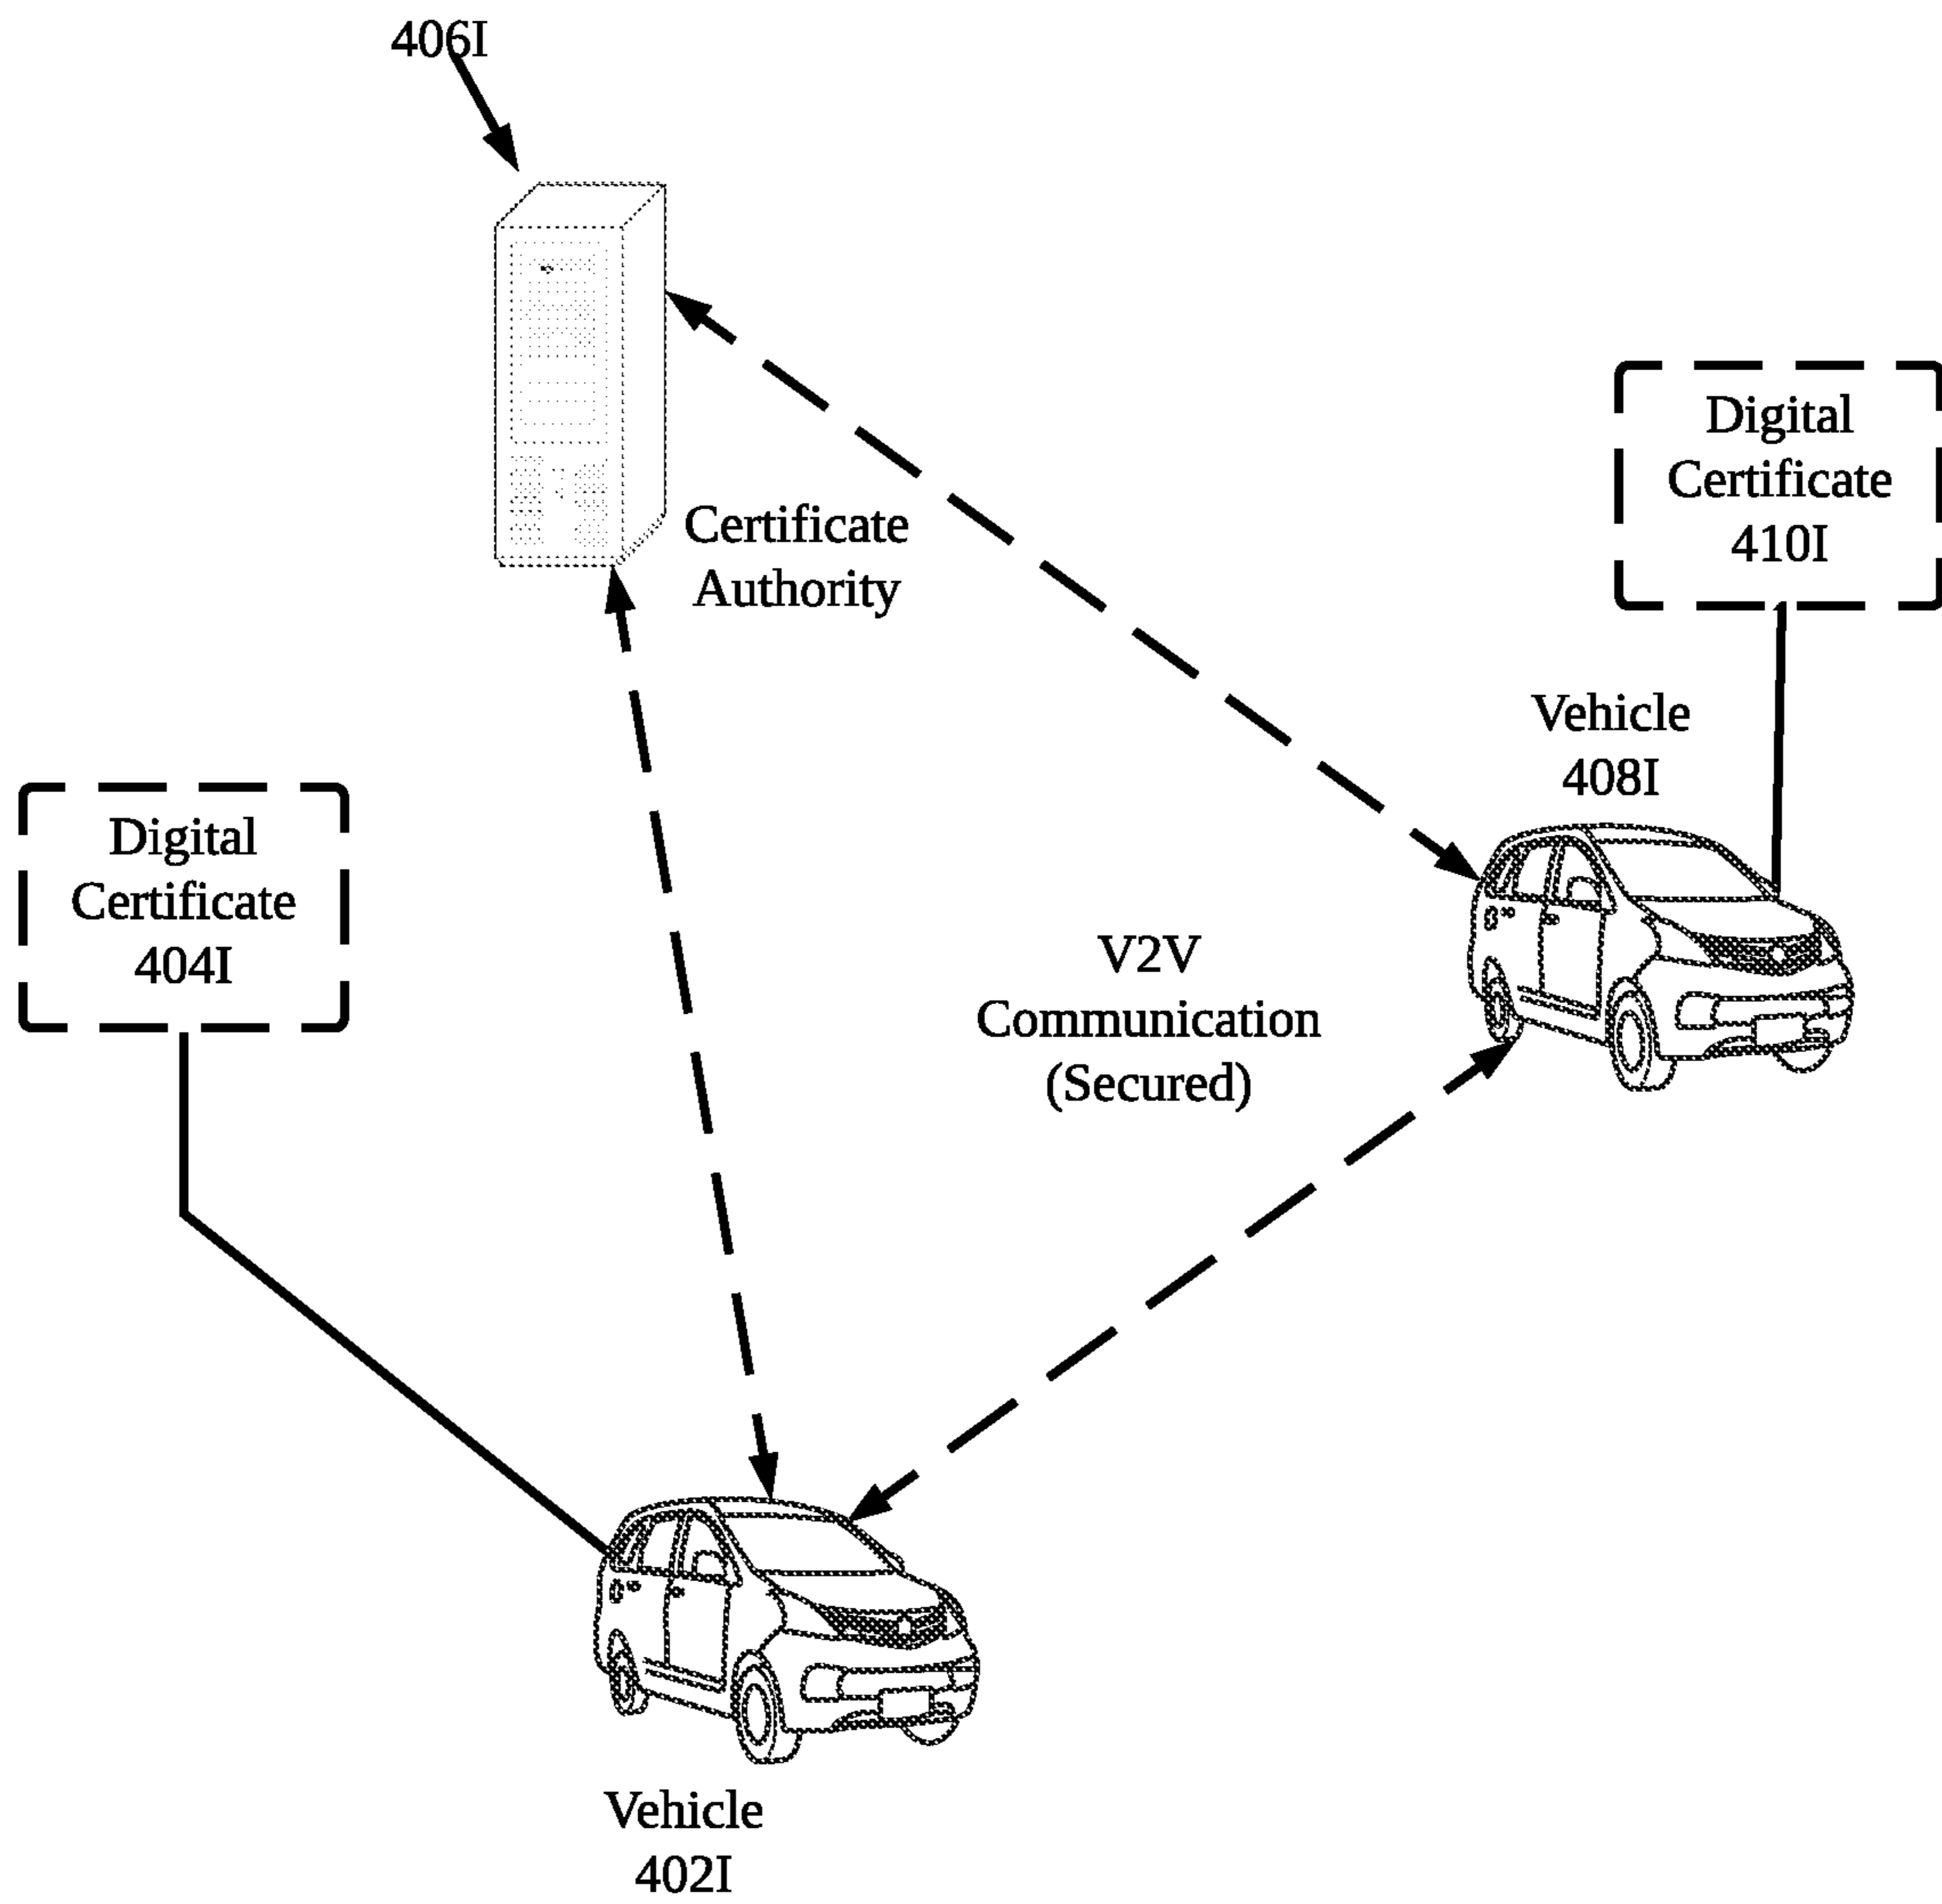 406I
Certificate
Authority
Digital
Certificate
410I
Vehicle
408I
Digital
Certificate
404I
V2V
Communication
(Secured)
Vehicle
402I